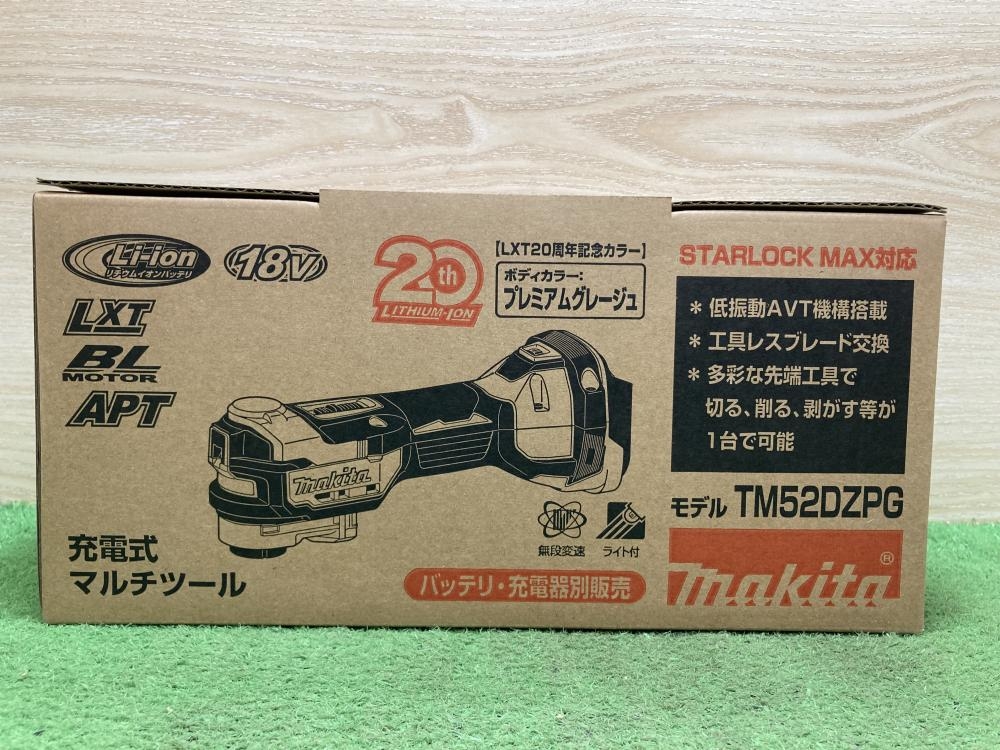 Li-ion
リチウムイオンバッテリ
18V
LXT
BL
MOTOR
APT
20th
LITHIUM-ION
【LXT20周年記念カラー】
ボディカラー:
プレミアムグレージュ
STARLOCK MAX対応
* 低振動AVT機構搭載
* 工具レスブレード交換
* 多彩な先端工具で
切る、削る、剥がす等が
1台で可能
makita
無段変速
ライト付
モデル TM52DZPG
makita®
充電式
マルチツール
バッテリ・充電器別販売